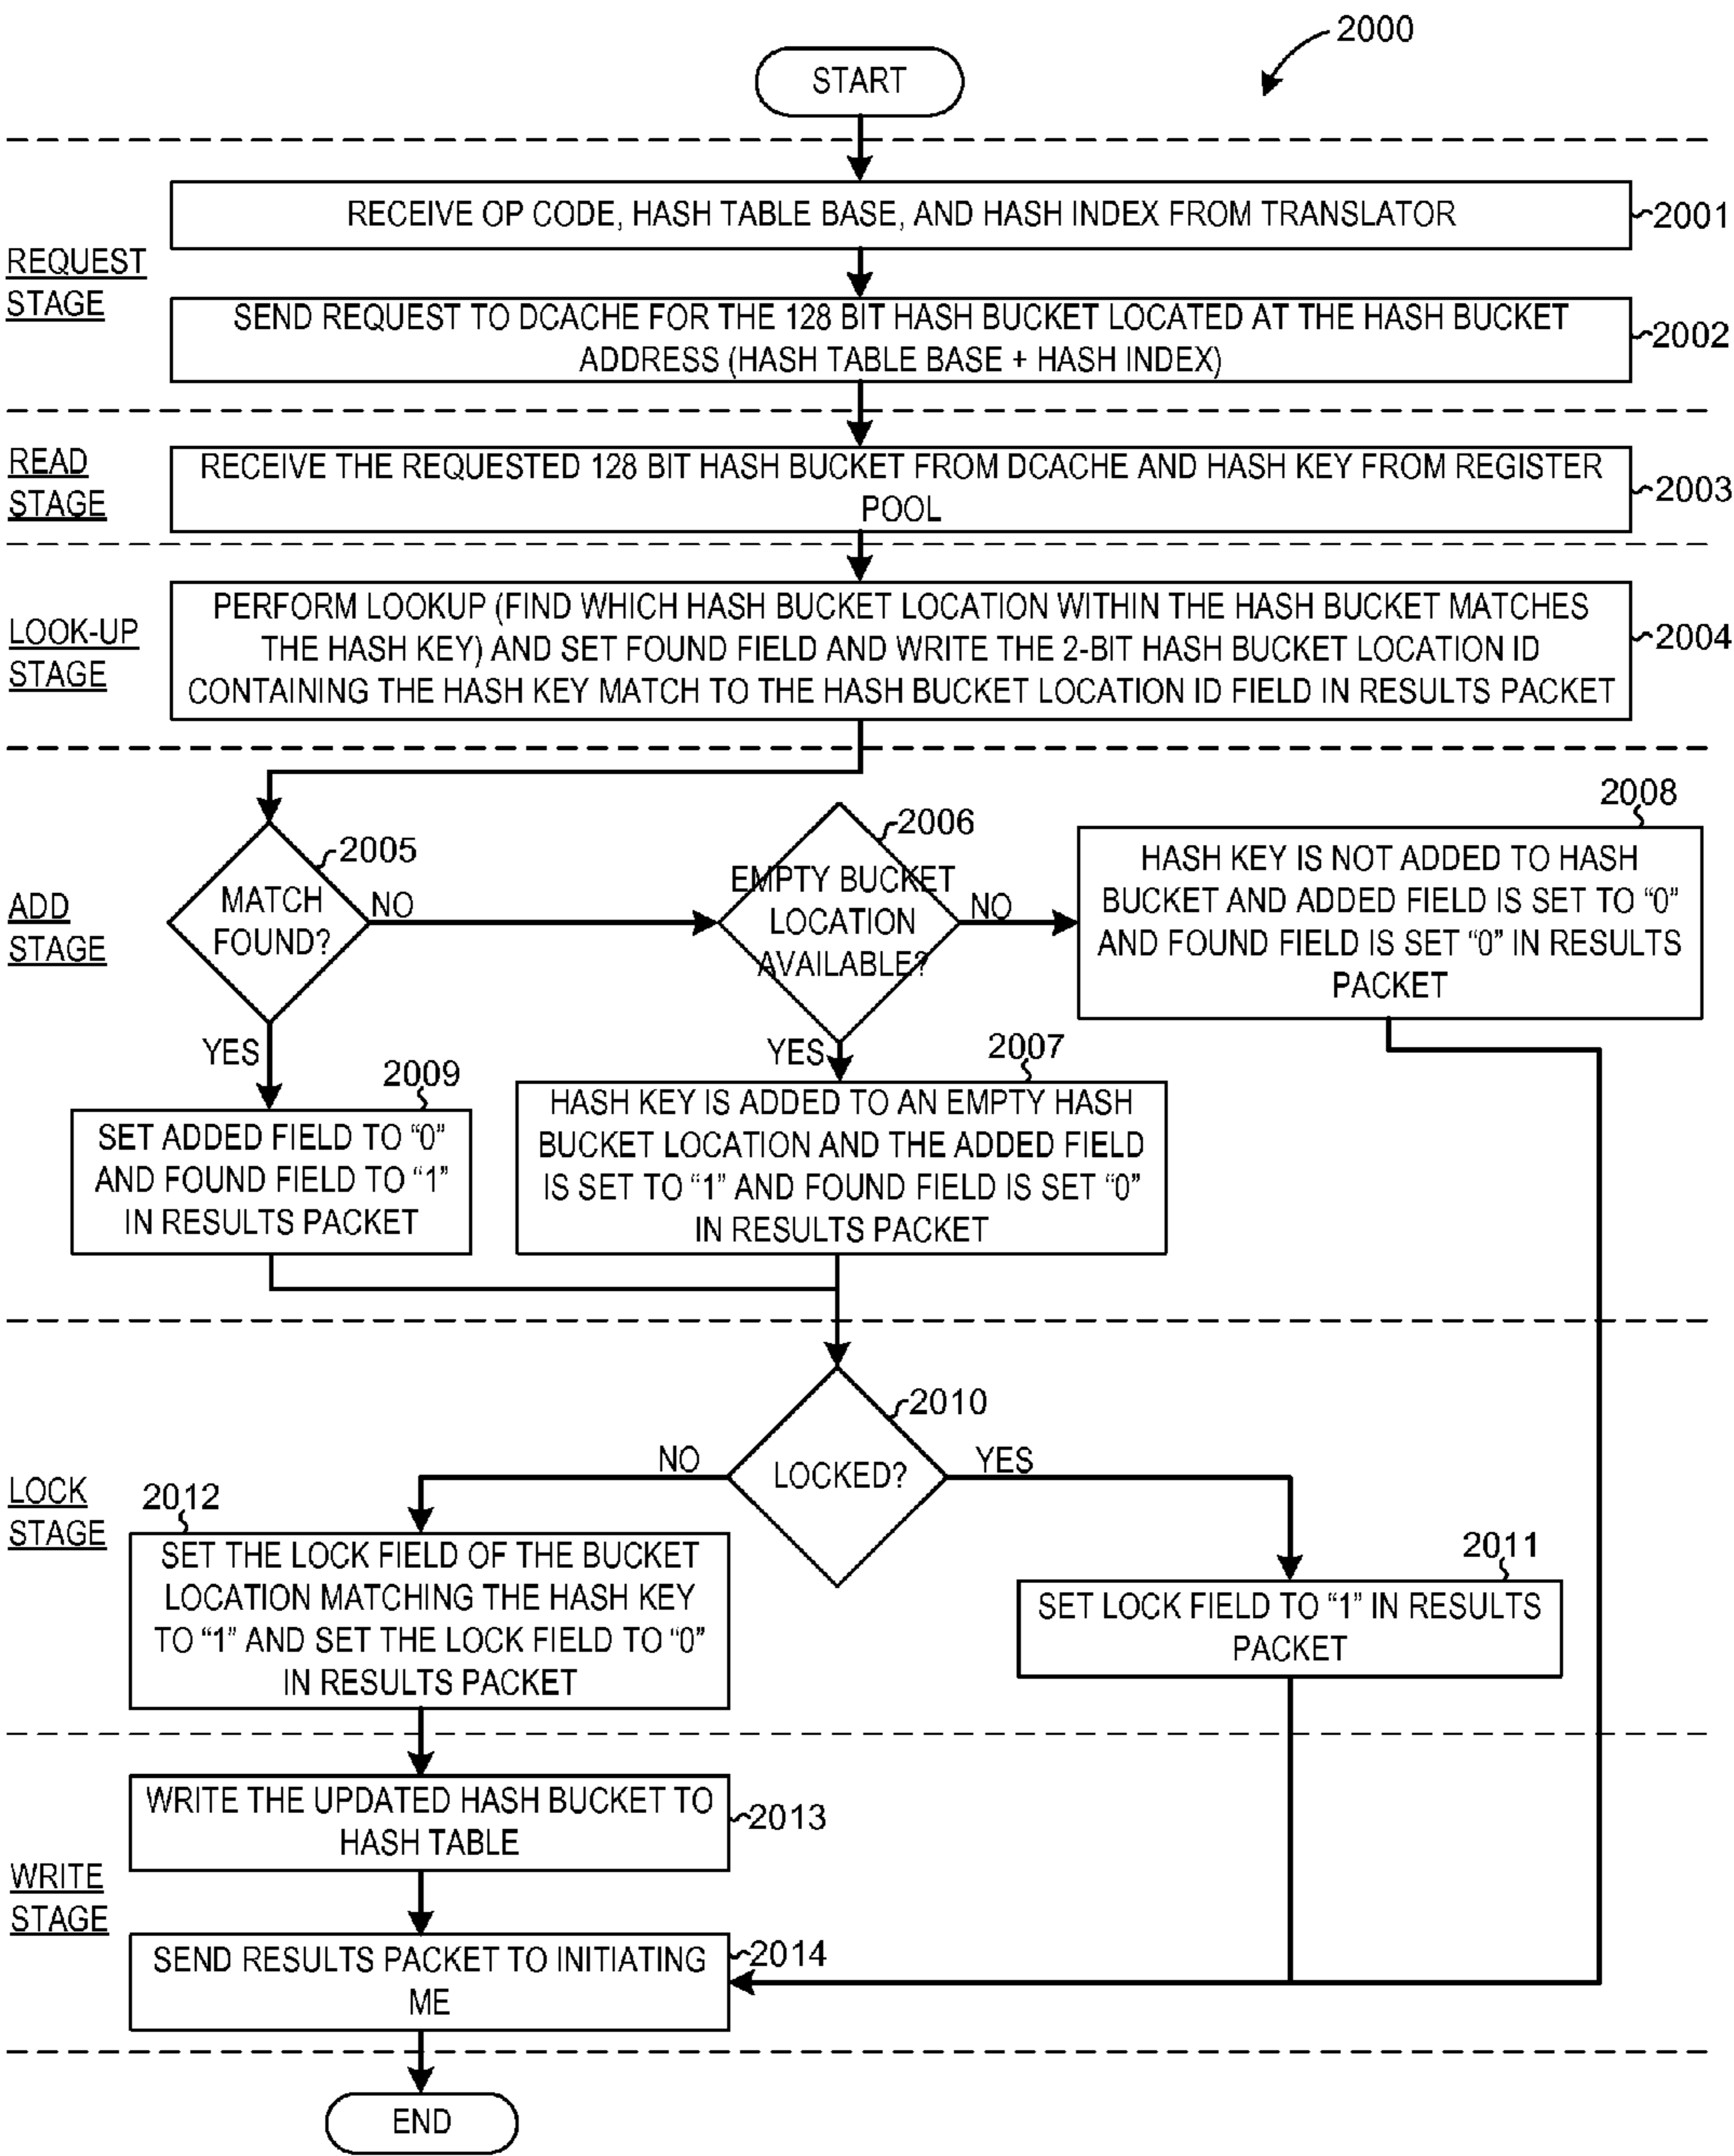 2000
START
RECEIVE OP CODE, HASH TABLE BASE, AND HASH INDEX FROM TRANSLATOR
2001
REQUEST
STAGE
SEND REQUEST TO DCACHE FOR THE 128 BIT HASH BUCKET LOCATED AT THE HASH BUCKET
ADDRESS (HASH TABLE BASE + HASH INDEX)
2002
READ
STAGE
RECEIVE THE REQUESTED 128 BIT HASH BUCKET FROM DCACHE AND HASH KEY FROM REGISTER
POOL
2003
LOOK-UP
STAGE
PERFORM LOOKUP (FIND WHICH HASH BUCKET LOCATION WITHIN THE HASH BUCKET MATCHES
THE HASH KEY) AND SET FOUND FIELD AND WRITE THE 2-BIT HASH BUCKET LOCATION ID
CONTAINING THE HASH KEY MATCH TO THE HASH BUCKET LOCATION ID FIELD IN RESULTS PACKET
2004
ADD
STAGE
2005
MATCH
FOUND?
NO
YES
2006
EMPTY BUCKET
LOCATION
AVAILABLE?
NO
YES
2008
HASH KEY IS NOT ADDED TO HASH
BUCKET AND ADDED FIELD IS SET TO “0”
AND FOUND FIELD IS SET “0” IN RESULTS
PACKET
2009
SET ADDED FIELD TO “0”
AND FOUND FIELD TO “1”
IN RESULTS PACKET
2007
HASH KEY IS ADDED TO AN EMPTY HASH
BUCKET LOCATION AND THE ADDED FIELD
IS SET TO “1” AND FOUND FIELD IS SET “0”
IN RESULTS PACKET
LOCK
STAGE
2010
LOCKED?
NO
YES
2012
SET THE LOCK FIELD OF THE BUCKET
LOCATION MATCHING THE HASH KEY
TO “1” AND SET THE LOCK FIELD TO “0”
IN RESULTS PACKET
2011
SET LOCK FIELD TO “1” IN RESULTS
PACKET
WRITE
STAGE
WRITE THE UPDATED HASH BUCKET TO
HASH TABLE
2013
SEND RESULTS PACKET TO INITIATING
ME
2014
END